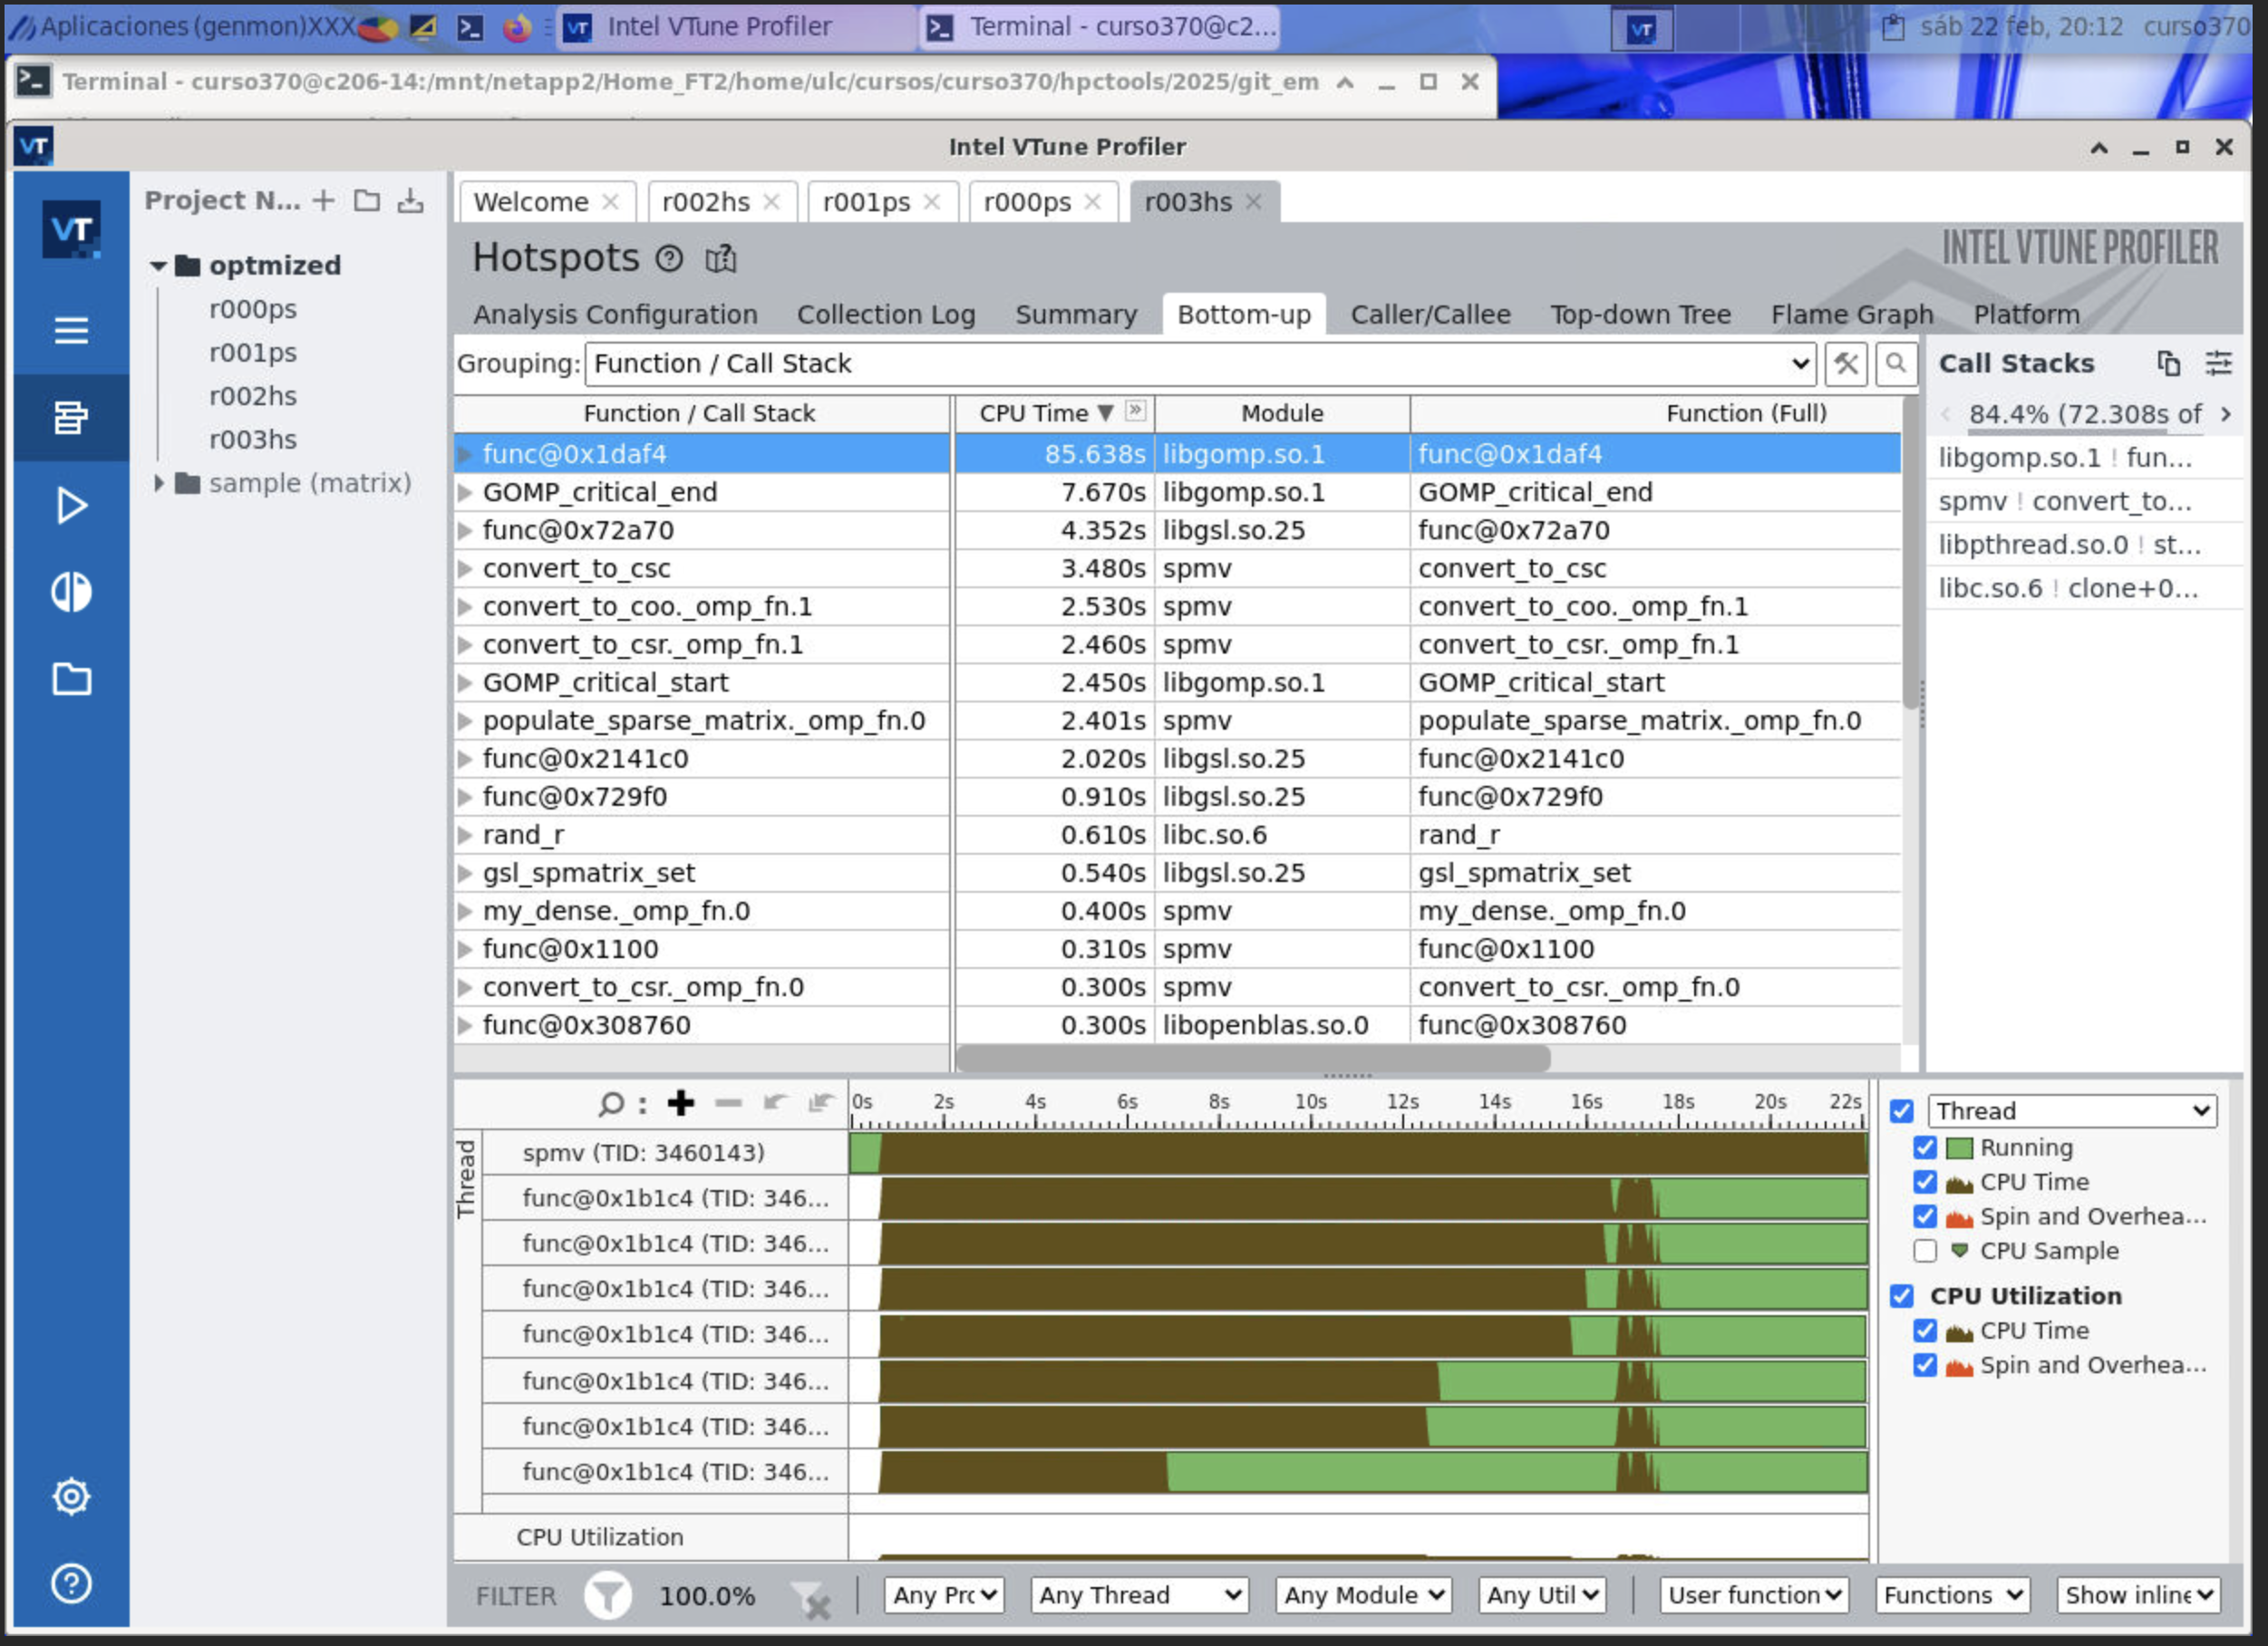 Aplicaciones (genmon)XXX Intel VTune Profiler Terminal - curso370@c2... sáb 22 feb, 20:12 curso370
Terminal - curso370@c206-14:/mnt/netapp2/Home_FT2/home/ulc/cursos/curso370/hpctools/2025/git_em
Intel VTune Profiler
Project N...
optmized
r000ps
r001ps
r002hs
r003hs
sample (matrix)
Welcome r002hs r001ps r000ps r003hs
Hotspots
INTEL VTUNE PROFILER
Analysis Configuration Collection Log Summary Bottom-up Caller/Callee Top-down Tree Flame Graph Platform
Grouping: Function / Call Stack
Function / Call Stack CPU Time Module Function (Full)
func@0x1daf4 85.638s libgomp.so.1 func@0x1daf4
GOMP_critical_end 7.670s libgomp.so.1 GOMP_critical_end
func@0x72a70 4.352s libgsl.so.25 func@0x72a70
convert_to_csc 3.480s spmv convert_to_csc
convert_to_coo._omp_fn.1 2.530s spmv convert_to_coo._omp_fn.1
convert_to_csr._omp_fn.1 2.460s spmv convert_to_csr._omp_fn.1
GOMP_critical_start 2.450s libgomp.so.1 GOMP_critical_start
populate_sparse_matrix._omp_fn.0 2.401s spmv populate_sparse_matrix._omp_fn.0
func@0x2141c0 2.020s libgsl.so.25 func@0x2141c0
func@0x729f0 0.910s libgsl.so.25 func@0x729f0
rand_r 0.610s libc.so.6 rand_r
gsl_spmatrix_set 0.540s libgsl.so.25 gsl_spmatrix_set
my_dense._omp_fn.0 0.400s spmv my_dense._omp_fn.0
func@0x1100 0.310s spmv func@0x1100
convert_to_csr._omp_fn.0 0.300s spmv convert_to_csr._omp_fn.0
func@0x308760 0.300s libopenblas.so.0 func@0x308760
Call Stacks
84.4% (72.308s of
libgomp.so.1 ! fun...
spmv ! convert_to...
libpthread.so.0 ! st...
libc.so.6 ! clone+0...
0s 2s 4s 6s 8s 10s 12s 14s 16s 18s 20s 22s
Thread
spmv (TID: 3460143)
func@0x1b1c4 (TID: 346...
func@0x1b1c4 (TID: 346...
func@0x1b1c4 (TID: 346...
func@0x1b1c4 (TID: 346...
func@0x1b1c4 (TID: 346...
func@0x1b1c4 (TID: 346...
func@0x1b1c4 (TID: 346...
CPU Utilization
Thread
Running
CPU Time
Spin and Overhea...
CPU Sample
CPU Utilization
CPU Time
Spin and Overhea...
FILTER 100.0% Any Prc Any Thread Any Module Any Util User function Functions Show inline